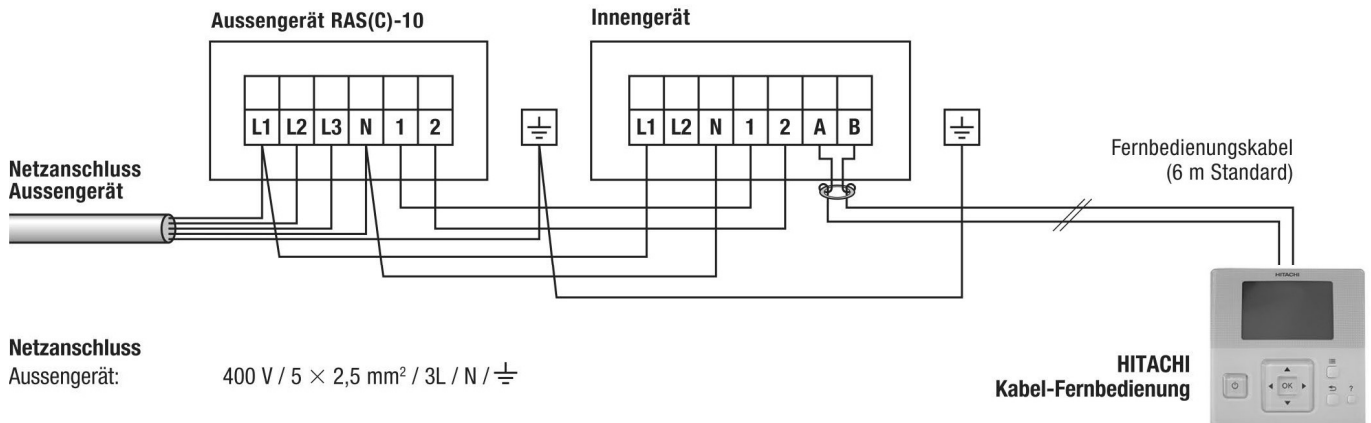 Aussengerät RAS(C)-10
Innengerät
L1 L2 L3 N 1 2
L1 L2 N 1 2 A B
Netzanschluss
Aussengerät
Fernbedienungskabel
(6 m Standard)
Netzanschluss
Aussengerät: 400 V / 5 × 2,5 mm² / 3L / N / ⏚
HITACHI
Kabel-Fernbedienung
HITACHI
OK
?